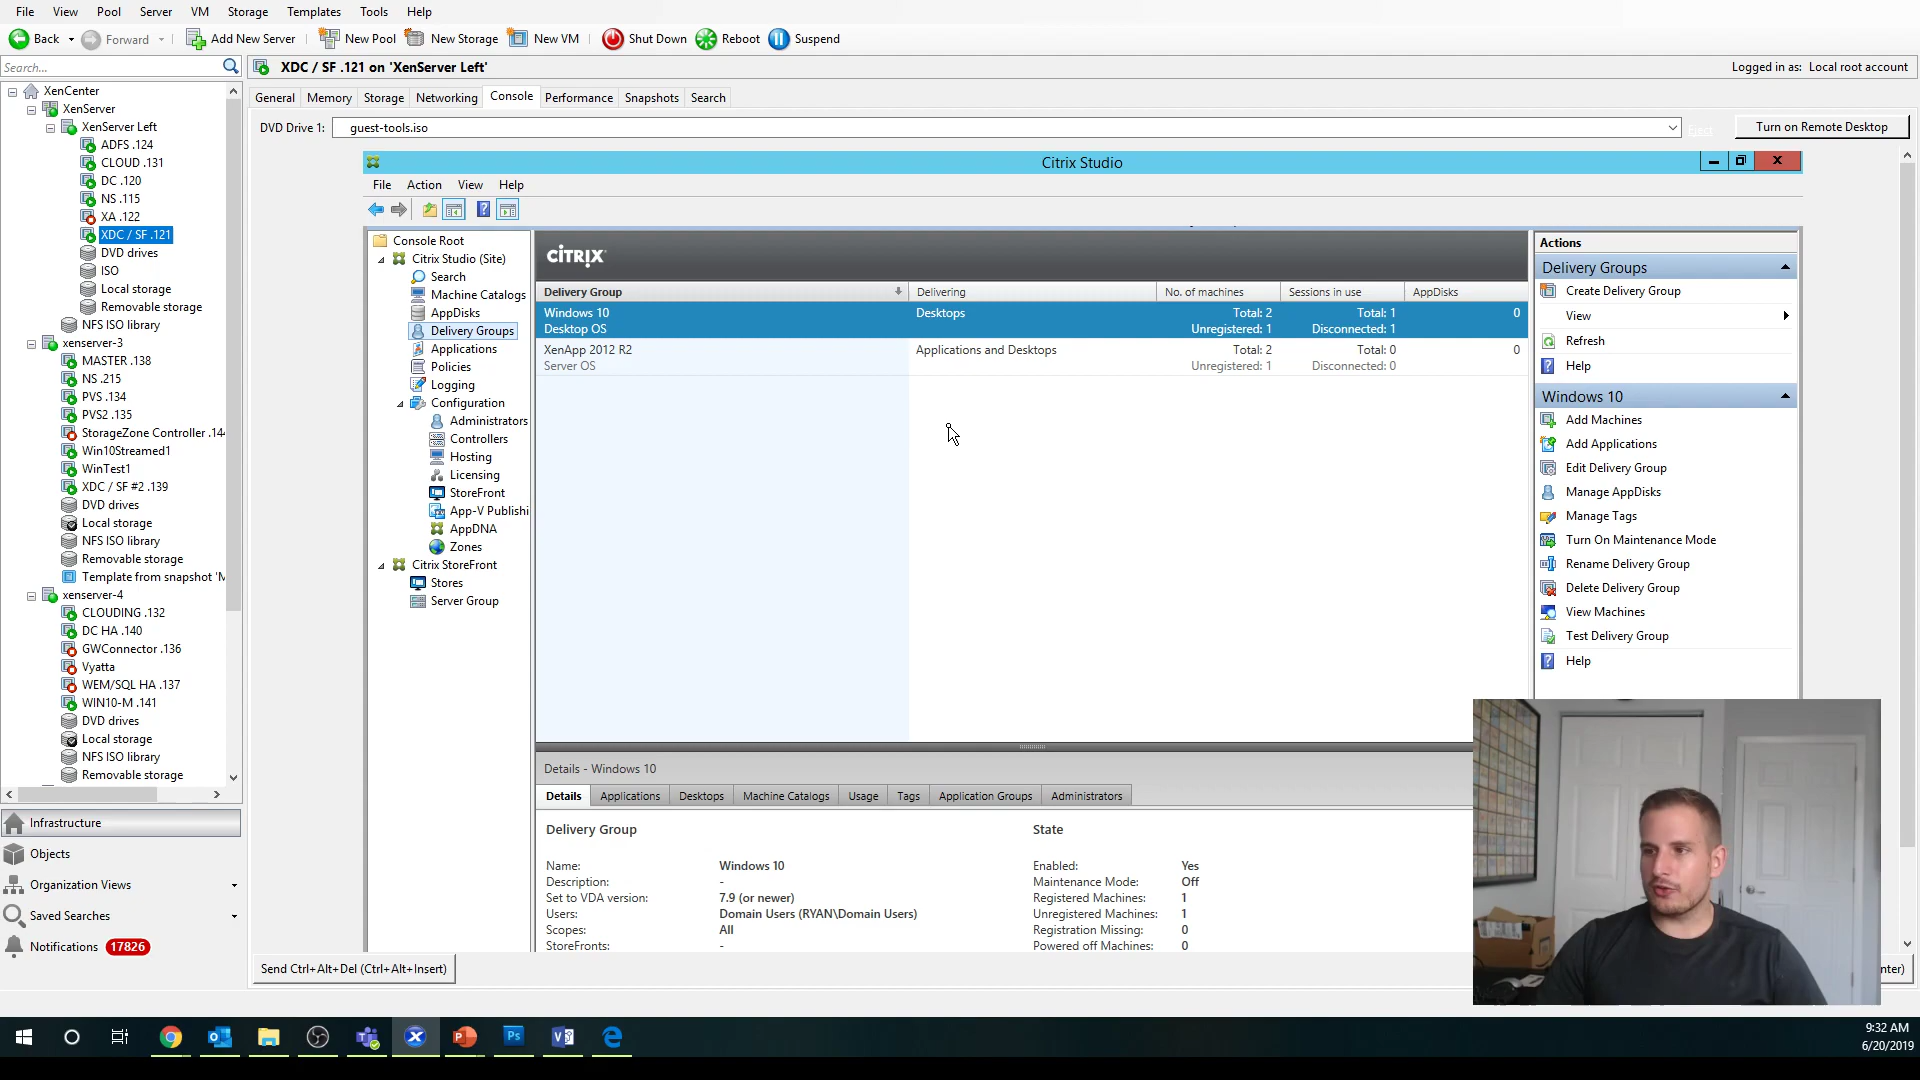 File View Pool Server VM Storage Templates Tools Help
Back Forward Add New Server New Pool New Storage New VM Shut Down Reboot Suspend
Search...
XDC / SF .121 on 'XenServer Left'
Logged in as: Local root account
XenCenter
XenServer
XenServer Left
ADFS .124
CLOUD .131
DC .120
NS .115
XA .122
XDC / SF .121
DVD drives
ISO
Local storage
Removable storage
NFS ISO library
xenserver-3
MASTER .138
NS .215
PVS .134
PVS2 .135
StorageZone Controller .144
Win10Streamed1
WinTest1
XDC / SF #2 .139
DVD drives
Local storage
NFS ISO library
Removable storage
Template from snapshot 'M
xenserver-4
CLOUDING .132
DC HA .140
GWConnector .136
Vyatta
WEM/SQL HA .137
WIN10-M .141
DVD drives
Local storage
NFS ISO library
Removable storage
Infrastructure
Objects
Organization Views
Saved Searches
Notifications 17826
General Memory Storage Networking Console Performance Snapshots Search
DVD Drive 1: guest-tools.iso Eject Turn on Remote Desktop
Citrix Studio
File Action View Help
Console Root
Citrix Studio (Site)
Search
Machine Catalogs
AppDisks
Delivery Groups
Applications
Policies
Logging
Configuration
Administrators
Controllers
Hosting
Licensing
StoreFront
App-V Publishi
AppDNA
Zones
Citrix StoreFront
Stores
Server Group
CİTRIX
Delivery Group Delivering No. of machines Sessions in use AppDisks
Windows 10 Desktops Total: 2 Total: 1 0
Desktop OS Unregistered: 1 Disconnected: 1
XenApp 2012 R2 Applications and Desktops Total: 2 Total: 0 0
Server OS Unregistered: 1 Disconnected: 0
Details - Windows 10
Details Applications Desktops Machine Catalogs Usage Tags Application Groups Administrators
Delivery Group State
Name: Windows 10 Enabled: Yes
Description: - Maintenance Mode: Off
Set to VDA version: 7.9 (or newer) Registered Machines: 1
Users: Domain Users (RYAN\Domain Users) Unregistered Machines: 1
Scopes: All Registration Missing: 0
StoreFronts: - Powered off Machines: 0
Actions
Delivery Groups
Create Delivery Group
View
Refresh
Help
Windows 10
Add Machines
Add Applications
Edit Delivery Group
Manage AppDisks
Manage Tags
Turn On Maintenance Mode
Rename Delivery Group
Delete Delivery Group
View Machines
Test Delivery Group
Help
Send Ctrl+Alt+Del (Ctrl+Alt+Insert)
nter)
9:32 AM
6/20/2019